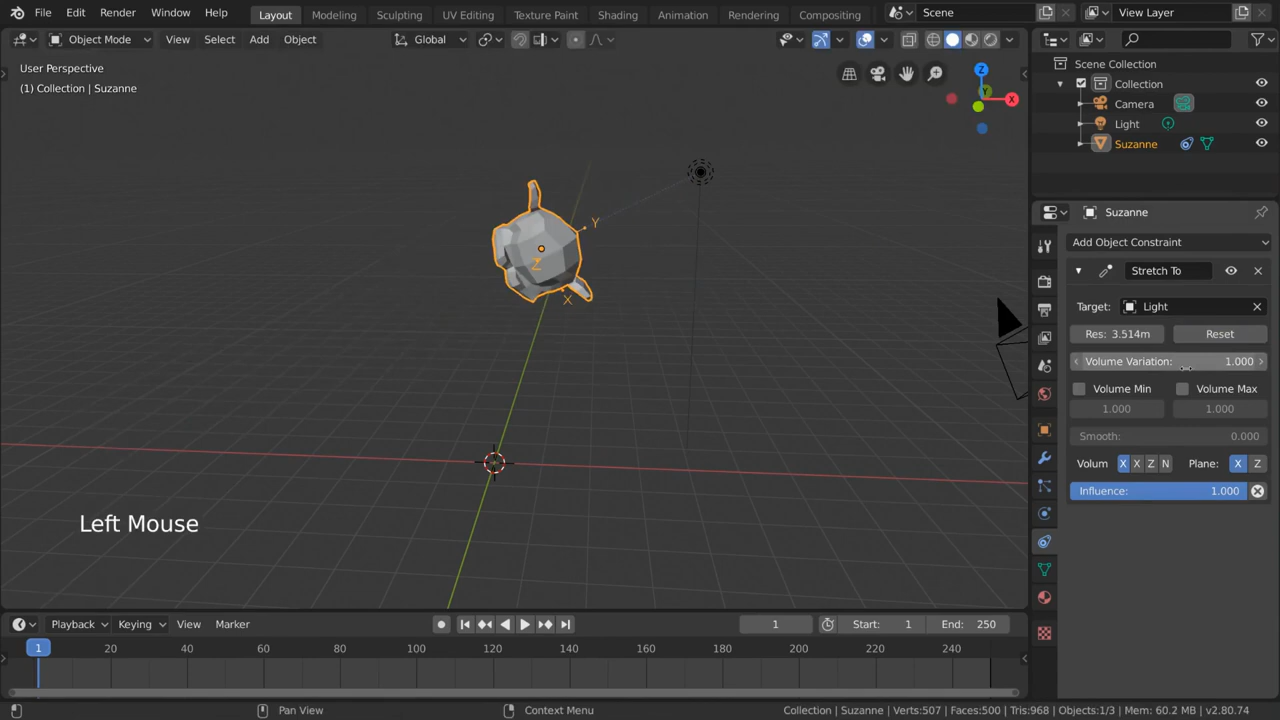 File Edit Render Window Help Layout Modeling Sculpting UV Editing Texture Paint Shading Animation Rendering Compositing Scene View Layer
Object Mode View Select Add Object Global
User Perspective
(1) Collection | Suzanne
Z
Y
X
Y
Z
X
Left Mouse
Scene Collection
Collection
Camera
Light
Suzanne
Suzanne
Add Object Constraint
Stretch To
Target: Light
Res: 3.514m Reset
Volume Variation: 1.000
Volume Min Volume Max
1.000 1.000
Smooth: 0.000
Volum X X Z N Plane: X Z
Influence: 1.000
Playback Keying View Marker 1 Start: 1 End: 250
1 20 40 60 80 100 120 140 160 180 200 220 240
Pan View Context Menu Collection | Suzanne | Verts:507 | Faces:500 | Tris:968 | Objects:1/3 | Mem: 60.2 MB | v2.80.74